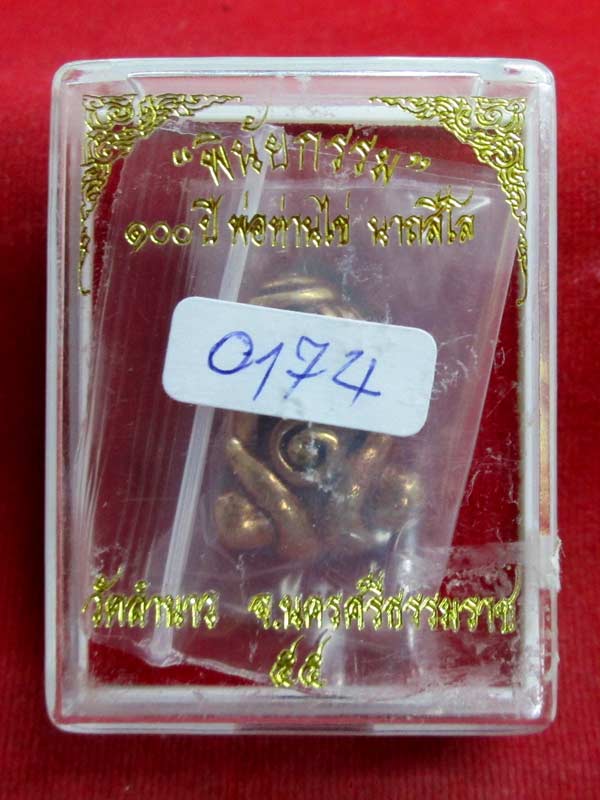 “พินัยกรรม”
๑๐๐ ปี พ่อท่านไข่ นาถสีโล
0174
วัดลำนาว จ.นครศรีธรรมราช
๕๕